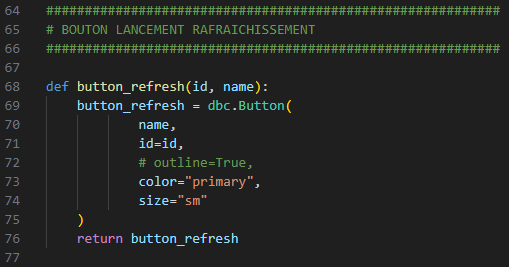 64 ############################################################
65 # BOUTON LANCEMENT RAFRAICHISSEMENT
66 ############################################################
67
68 def button_refresh(id, name):
69     button_refresh = dbc.Button(
70             name,
71             id=id,
72             # outline=True,
73             color="primary",
74             size="sm"
75     )
76     return button_refresh
77